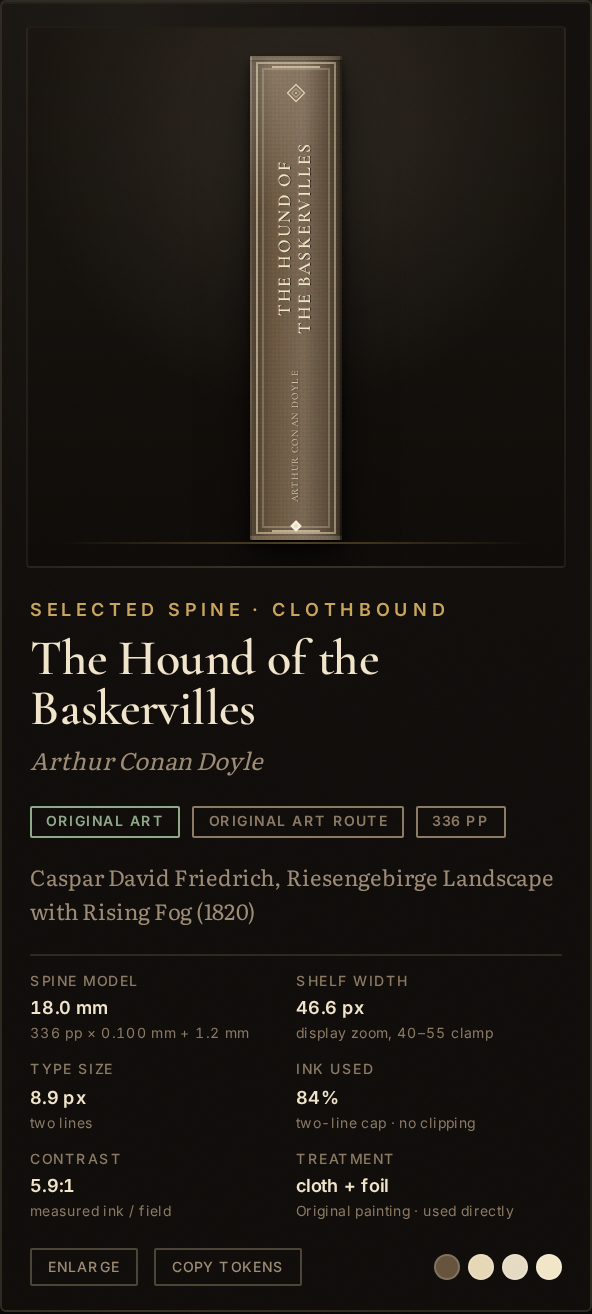 THE HOUND OF
THE BASKERVILLES
ARTHUR CONAN DOYLE
SELECTED SPINE · CLOTHBOUND
The Hound of the
Baskervilles
Arthur Conan Doyle
ORIGINAL ART
ORIGINAL ART ROUTE
336 PP
Caspar David Friedrich, Riesengebirge Landscape
with Rising Fog (1820)
SPINE MODEL
18.0 mm
336 pp × 0.100 mm + 1.2 mm
SHELF WIDTH
46.6 px
display zoom, 40–55 clamp
TYPE SIZE
8.9 px
two lines
INK USED
84%
two-line cap · no clipping
CONTRAST
5.9:1
measured ink / field
TREATMENT
cloth + foil
Original painting · used directly
ENLARGE
COPY TOKENS